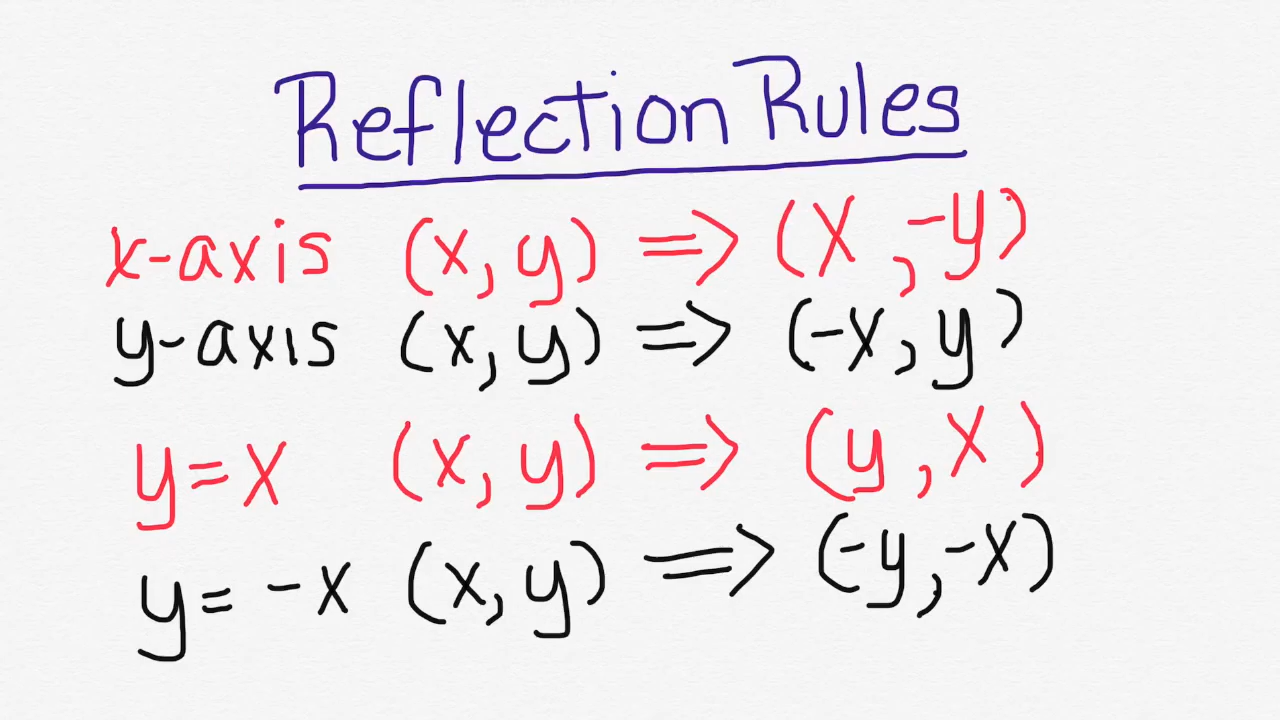 Reflection Rules
x-axis (x, y) => (x, -y)
y-axis (x, y) => (-x, y)
y=x (x, y) => (y, x)
y= -x (x, y) => (-y, -x)